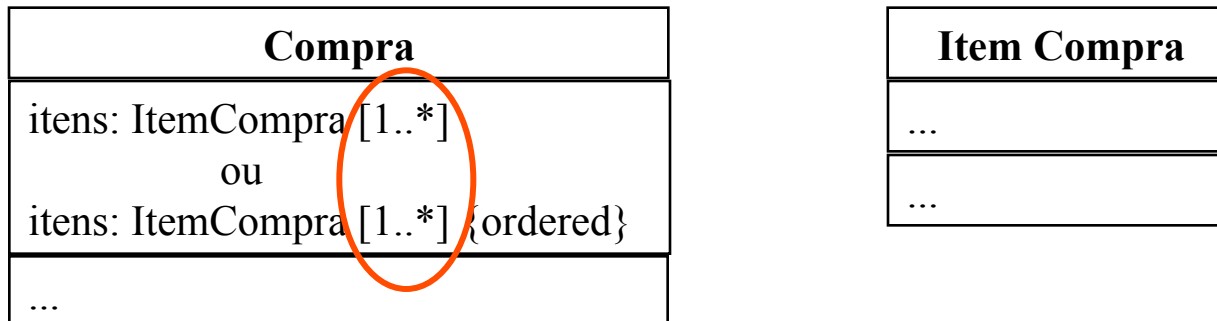 Compra
itens: ItemCompra [1..*]
ou
itens: ItemCompra [1..*] {ordered}
...
Item Compra
...
...